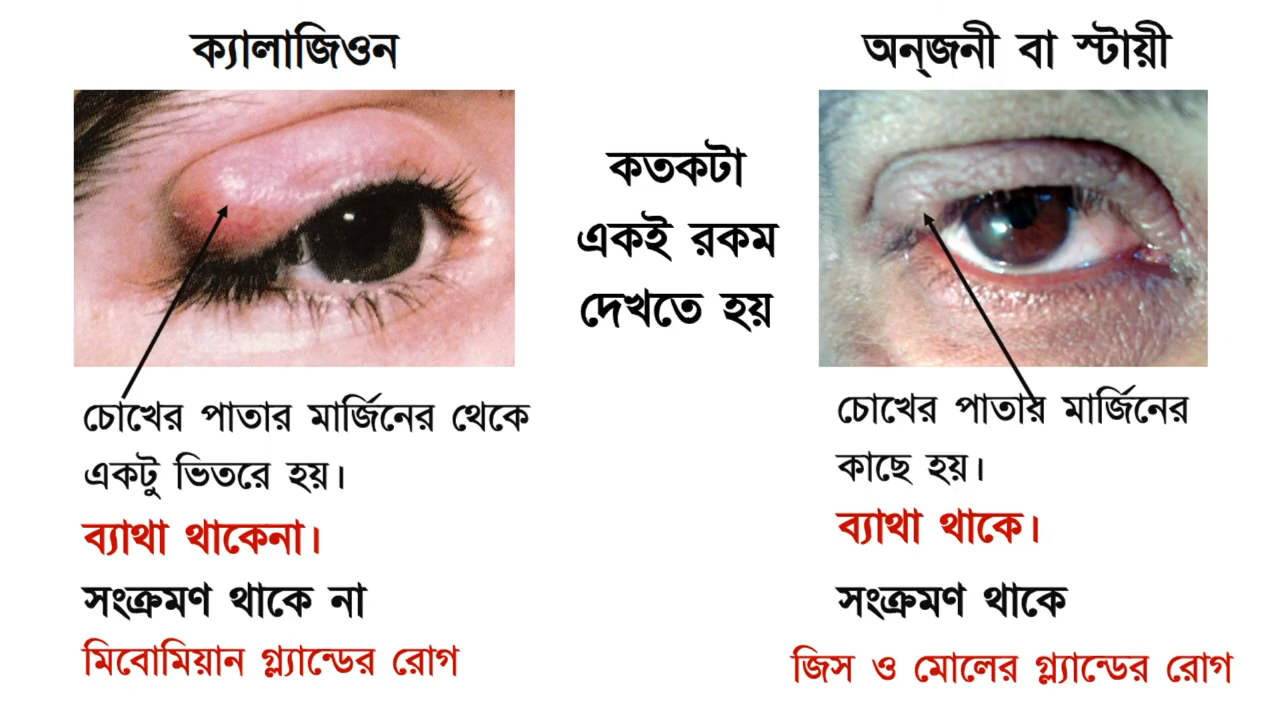 ক্যালাজিওন
চোখের পাতার মার্জিনের থেকে
একটু ভিতরে হয়।
ব্যাথা থাকেনা।
সংক্রমণ থাকে না
মিবোমিয়ান গ্ল্যান্ডের রোগ
কতকটা
একই রকম
দেখতে হয়
অন্‌জনী বা স্টায়ী
চোখের পাতার মার্জিনের
কাছে হয়।
ব্যাথা থাকে।
সংক্রমণ থাকে
জিস ও মোলের গ্ল্যান্ডের রোগ